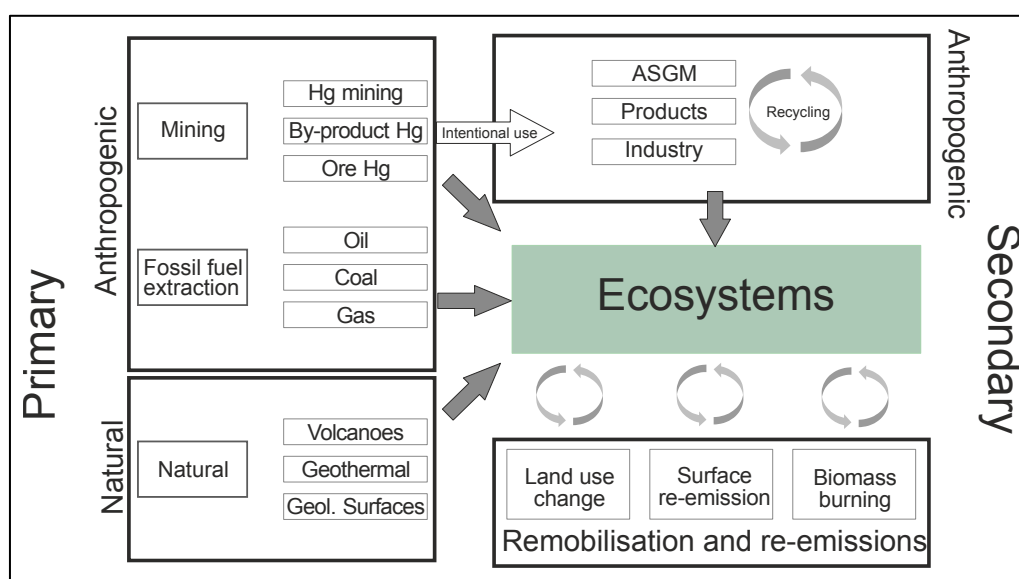 Primary
Anthropogenic
Mining
Hg mining
By-product Hg
Ore Hg
Fossil fuel
extraction
Oil
Coal
Gas
Natural
Natural
Volcanoes
Geothermal
Geol. Surfaces
Intentional use
ASGM
Products
Industry
Recycling
Anthropogenic
Secondary
Ecosystems
Land use
change
Surface
re-emission
Biomass
burning
Remobilisation and re-emissions